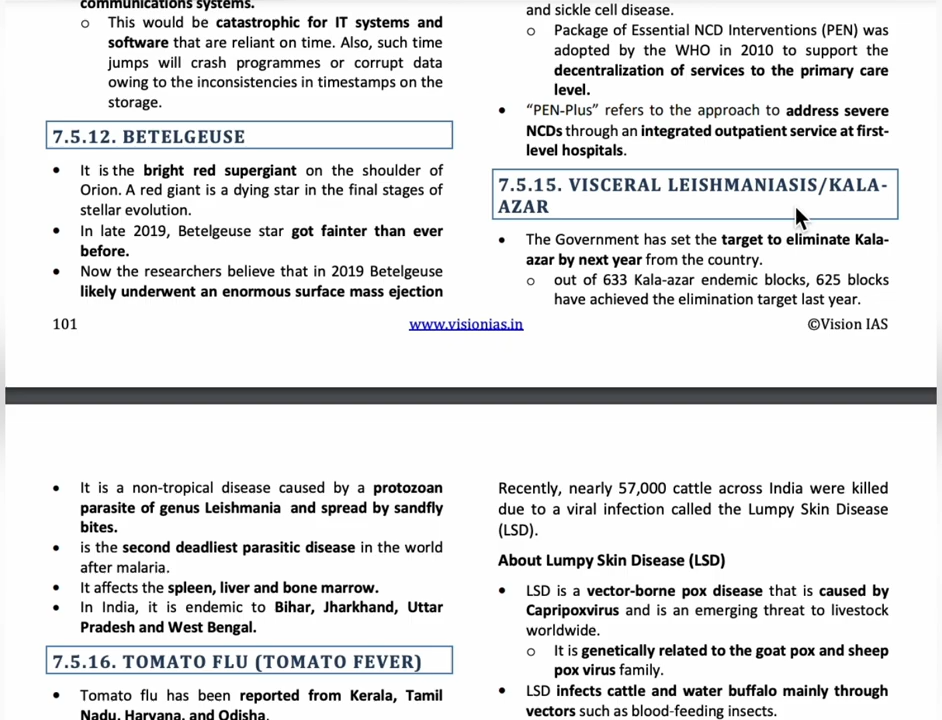 communications systems.
o This would be catastrophic for IT systems and
software that are reliant on time. Also, such time
jumps will crash programmes or corrupt data
owing to the inconsistencies in timestamps on the
storage.
7.5.12. BETELGEUSE
• It is the bright red supergiant on the shoulder of
Orion. A red giant is a dying star in the final stages of
stellar evolution.
• In late 2019, Betelgeuse star got fainter than ever
before.
• Now the researchers believe that in 2019 Betelgeuse
likely underwent an enormous surface mass ejection
and sickle cell disease.
o Package of Essential NCD Interventions (PEN) was
adopted by the WHO in 2010 to support the
decentralization of services to the primary care
level.
• “PEN-Plus” refers to the approach to address severe
NCDs through an integrated outpatient service at first-
level hospitals.
7.5.15. VISCERAL LEISHMANIASIS/KALA-
AZAR
• The Government has set the target to eliminate Kala-
azar by next year from the country.
o out of 633 Kala-azar endemic blocks, 625 blocks
have achieved the elimination target last year.
101 www.visionias.in ©Vision IAS
• It is a non-tropical disease caused by a protozoan
parasite of genus Leishmania and spread by sandfly
bites.
• is the second deadliest parasitic disease in the world
after malaria.
• It affects the spleen, liver and bone marrow.
• In India, it is endemic to Bihar, Jharkhand, Uttar
Pradesh and West Bengal.
7.5.16. TOMATO FLU (TOMATO FEVER)
• Tomato flu has been reported from Kerala, Tamil
Nadu, Haryana, and Odisha.
Recently, nearly 57,000 cattle across India were killed
due to a viral infection called the Lumpy Skin Disease
(LSD).
About Lumpy Skin Disease (LSD)
• LSD is a vector-borne pox disease that is caused by
Capripoxvirus and is an emerging threat to livestock
worldwide.
o It is genetically related to the goat pox and sheep
pox virus family.
• LSD infects cattle and water buffalo mainly through
vectors such as blood-feeding insects.